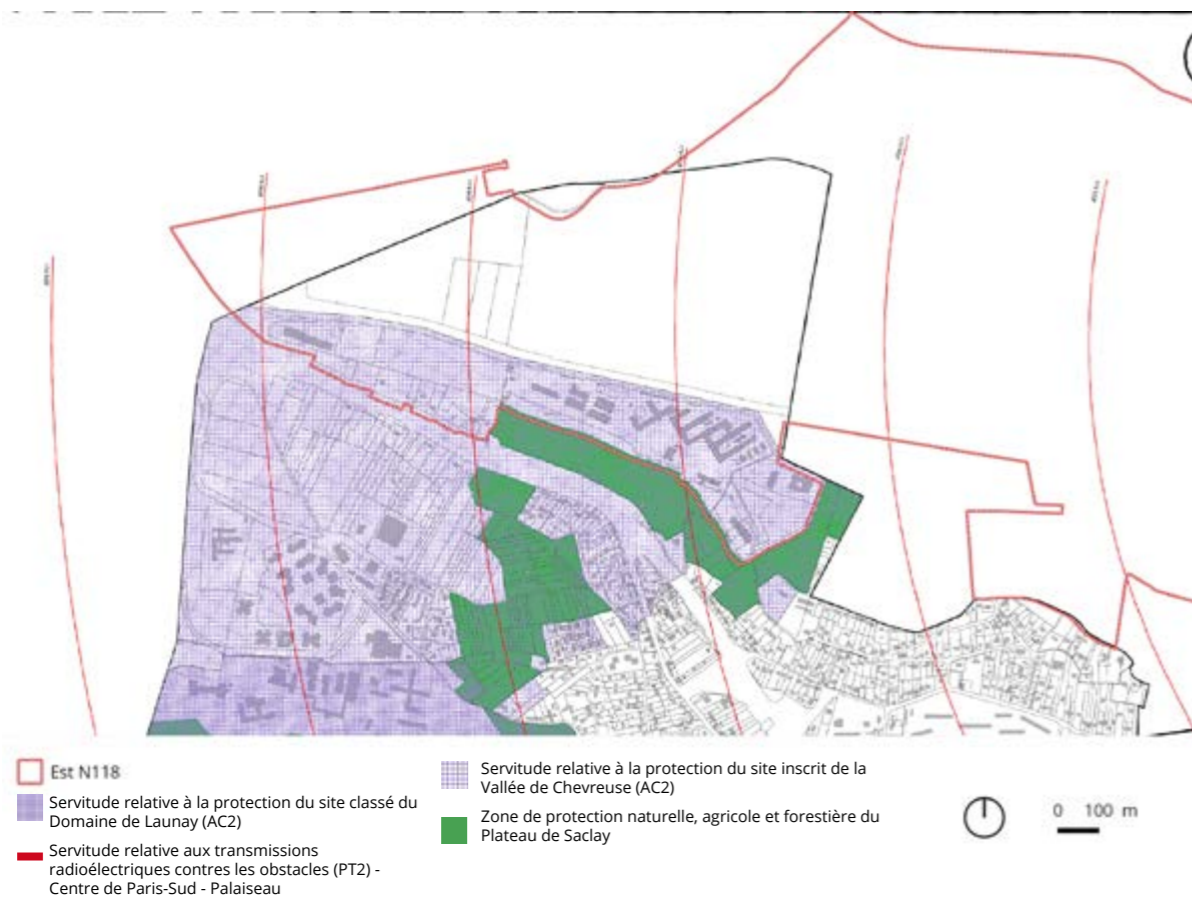 Est N118
Servitude relative à la protection du site classé du
Domaine de Launay (AC2)
Servitude relative aux transmissions
radioélectriques contres les obstacles (PT2) -
Centre de Paris-Sud - Palaiseau
Servitude relative à la protection du site inscrit de la
Vallée de Chevreuse (AC2)
Zone de protection naturelle, agricole et forestière du
Plateau de Saclay
0 100 m